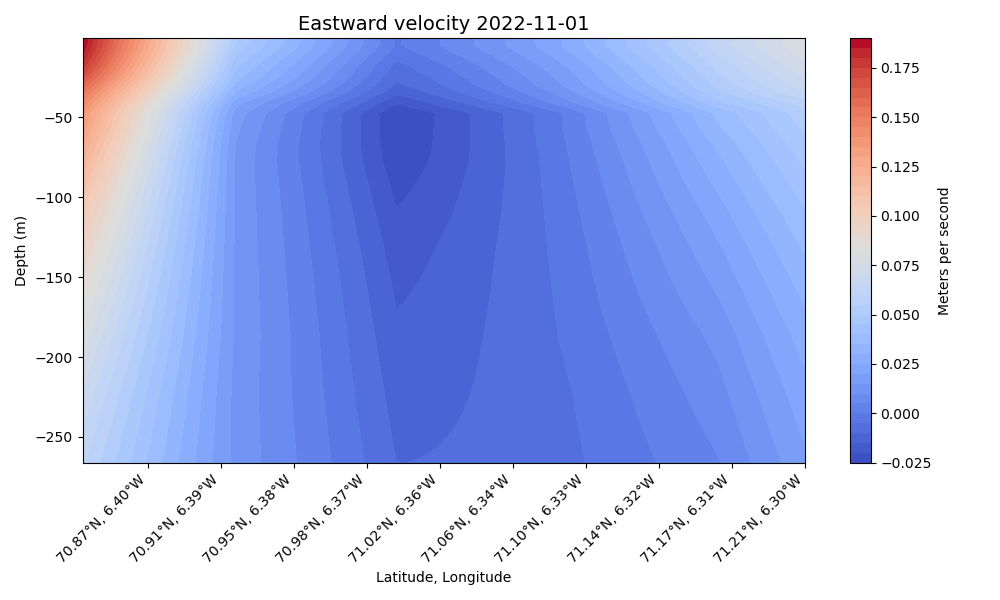 Eastward velocity 2022-11-01
Depth (m)
−50
−100
−150
−200
−250
70.87°N, 6.40°W
70.91°N, 6.39°W
70.95°N, 6.38°W
70.98°N, 6.37°W
71.02°N, 6.36°W
71.06°N, 6.34°W
71.10°N, 6.33°W
71.14°N, 6.32°W
71.17°N, 6.31°W
71.21°N, 6.30°W
Latitude, Longitude
0.175
0.150
0.125
0.100
0.075
0.050
0.025
0.000
−0.025
Meters per second